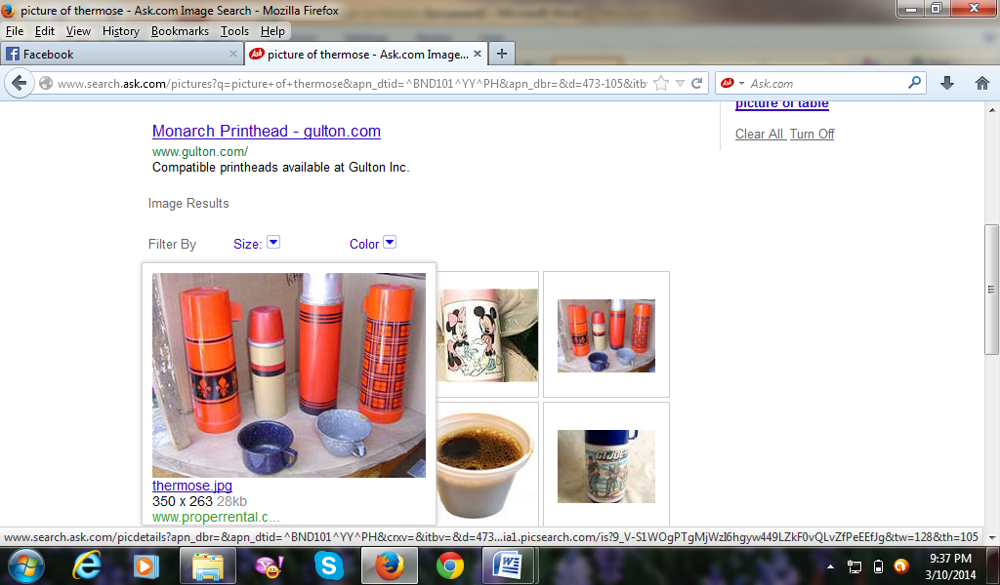 picture of thermose - Ask.com Image Search - Mozilla Firefox
File Edit View History Bookmarks Tools Help
Facebook
Ask picture of thermose - Ask.com Image...
www.search.ask.com/pictures?q=picture+of+thermose&apn_dtid=^BND101^YY^PH&apn_dbr=&d=473-105&itb
Ask Ask.com
picture of table
Monarch Printhead - gulton.com
www.gulton.com/
Compatible printheads available at Gulton Inc.
Clear All Turn Off
Image Results
Filter By Size: Color
GI JOE
thermose.jpg
350 x 263 28kb
www.properrental.c...
www.search.ask.com/picdetails?apn_dbr=&apn_dtid=^BND101^YY^PH&crxv=&itbv=&d=473...ia1.picsearch.com/is?9_V-S1WOgPTgMjWzI6hgyw449LZkF0vQLvZfPeEEfJg&tw=128&th=105
9:37 PM
3/10/2014